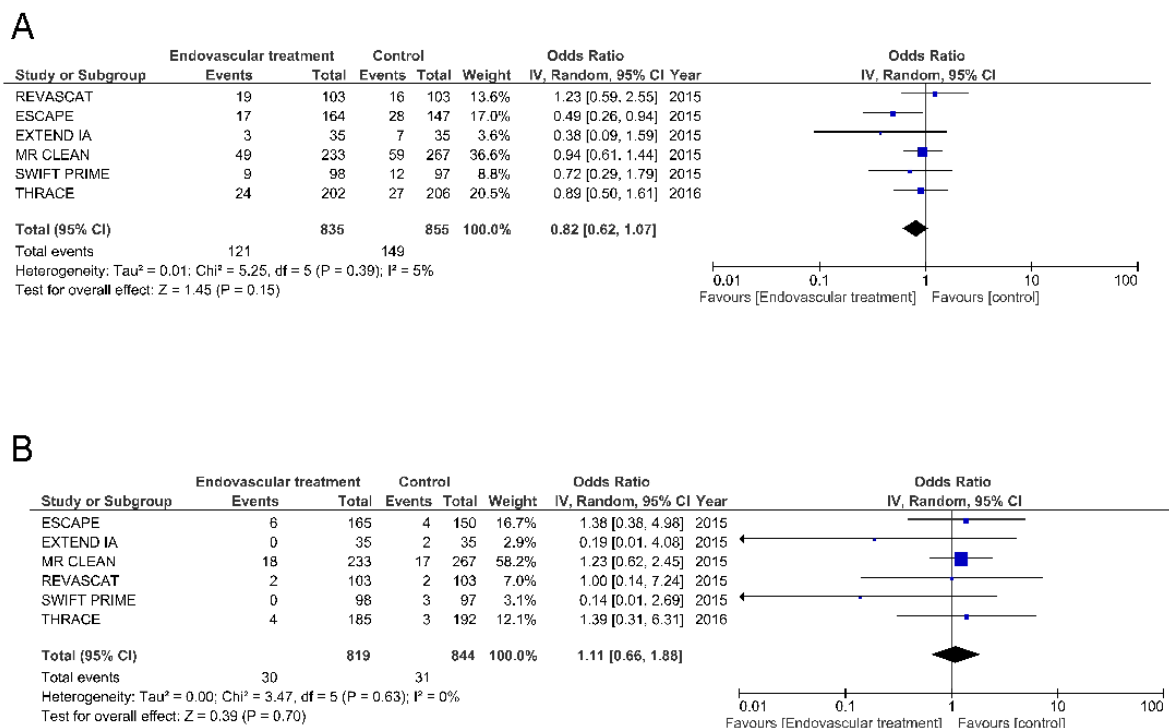 A
Endovascular treatment Control Odds Ratio Odds Ratio
Study or Subgroup Events Total Events Total Weight IV, Random, 95% CI Year IV, Random, 95% CI
REVASCAT 19 103 16 103 13.6% 1.23 [0.59, 2.55] 2015
ESCAPE 17 164 28 147 17.0% 0.49 [0.26, 0.94] 2015
EXTEND IA 3 35 7 35 3.6% 0.38 [0.09, 1.59] 2015
MR CLEAN 49 233 59 267 36.6% 0.94 [0.61, 1.44] 2015
SWIFT PRIME 9 98 12 97 8.8% 0.72 [0.29, 1.79] 2015
THRACE 24 202 27 206 20.5% 0.89 [0.50, 1.61] 2016
Total (95% CI) 835 855 100.0% 0.82 [0.62, 1.07]
Total events 121 149
Heterogeneity: Tau² = 0.01; Chi² = 5.25, df = 5 (P = 0.39); I² = 5%
Test for overall effect: Z = 1.45 (P = 0.15)
0.01 0.1 1 10 100
Favours [Endovascular treatment] Favours [control]
B
Endovascular treatment Control Odds Ratio Odds Ratio
Study or Subgroup Events Total Events Total Weight IV, Random, 95% CI Year IV, Random, 95% CI
ESCAPE 6 165 4 150 16.7% 1.38 [0.38, 4.98] 2015
EXTEND IA 0 35 2 35 2.9% 0.19 [0.01, 4.08] 2015
MR CLEAN 18 233 17 267 58.2% 1.23 [0.62, 2.45] 2015
REVASCAT 2 103 2 103 7.0% 1.00 [0.14, 7.24] 2015
SWIFT PRIME 0 98 3 97 3.1% 0.14 [0.01, 2.69] 2015
THRACE 4 185 3 192 12.1% 1.39 [0.31, 6.31] 2016
Total (95% CI) 819 844 100.0% 1.11 [0.66, 1.88]
Total events 30 31
Heterogeneity: Tau² = 0.00; Chi² = 3.47, df = 5 (P = 0.63); I² = 0%
Test for overall effect: Z = 0.39 (P = 0.70)
0.01 0.1 1 10 100
Favours [Endovascular treatment] Favours [control]